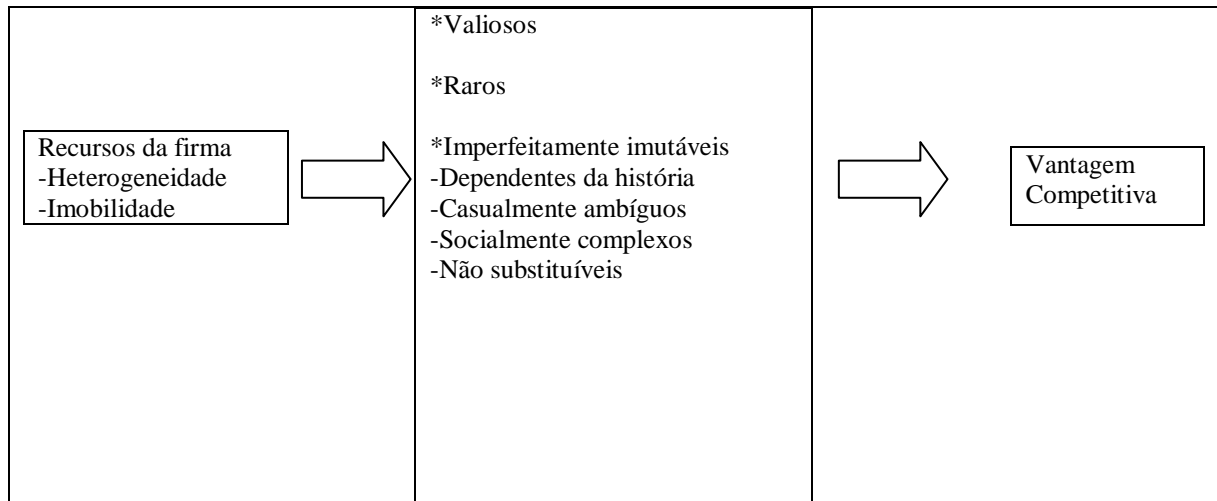 Recursos da firma
-Heterogeneidade
-Imobilidade
*Valiosos
*Raros
*Imperfeitamente imutáveis
-Dependentes da história
-Casualmente ambíguos
-Socialmente complexos
-Não substituíveis
Vantagem
Competitiva